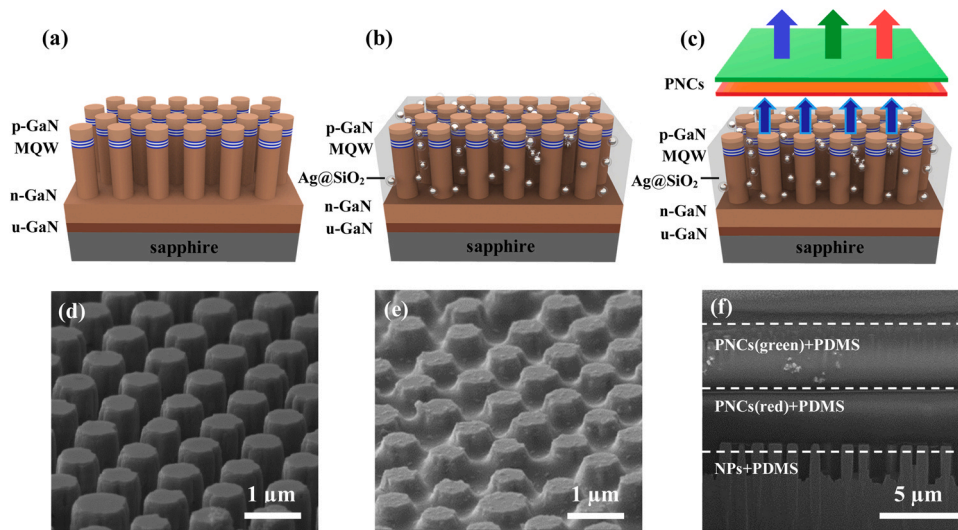 (a)
p-GaN
MQW
n-GaN
u-GaN
sapphire
(b)
p-GaN
MQW
Ag@SiO₂
n-GaN
u-GaN
sapphire
(c)
PNCs
p-GaN
MQW
Ag@SiO₂
n-GaN
u-GaN
sapphire
(d)
1 µm
(e)
1 µm
(f)
PNCs(green)+PDMS
PNCs(red)+PDMS
NPs+PDMS
5 µm